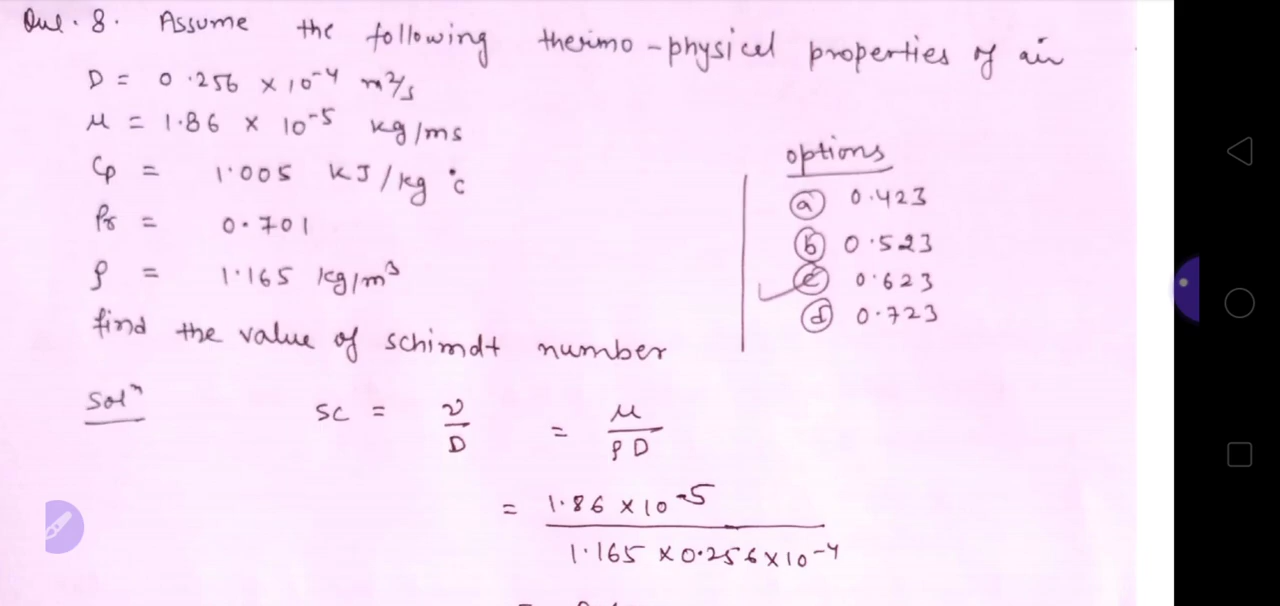 Que. 8. Assume the following thermo-physical properties of air
D = 0.256 × 10⁻⁴ m²/s
μ = 1.86 × 10⁻⁵ kg/ms
Cp = 1.005 KJ/kg °c
Pr = 0.701
ρ = 1.165 kg/m³
find the value of schimdt number
options
(a) 0.423
(b) 0.523
(c) 0.623
(d) 0.723
Solⁿ
SC = ν/D = μ/ρD
= 1.86 × 10⁻⁵ / 1.165 × 0.256 × 10⁻⁴